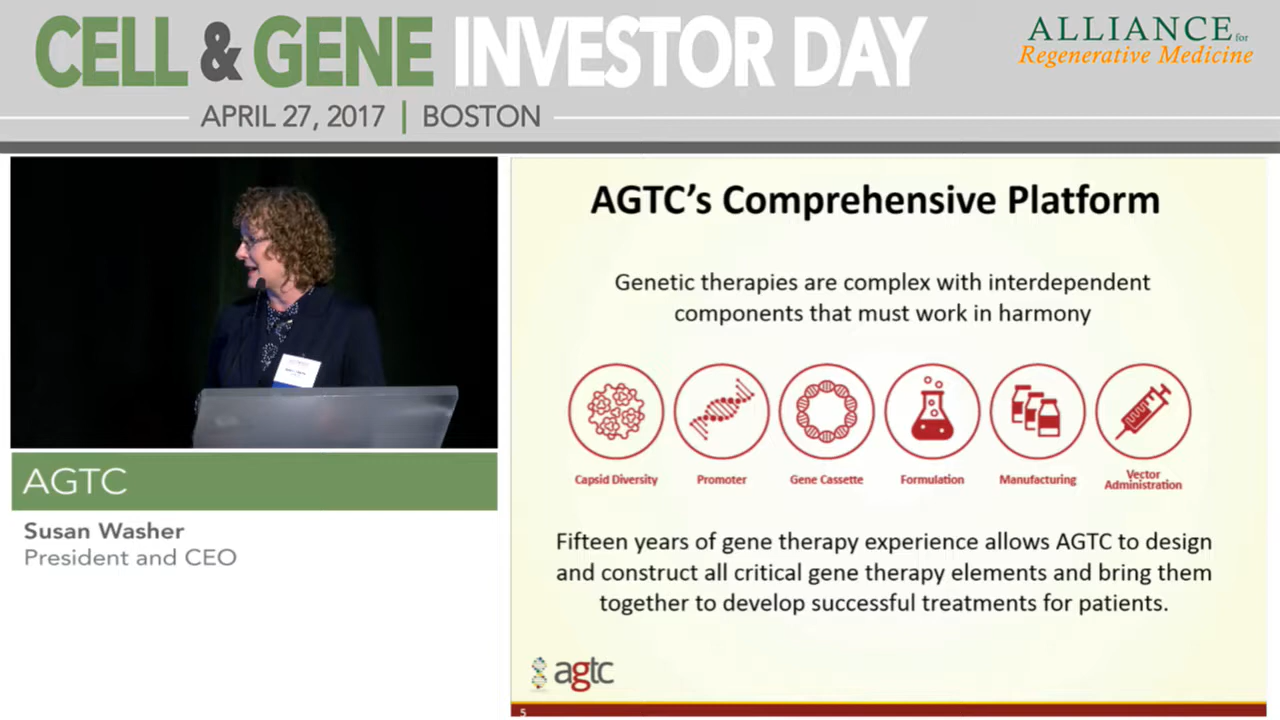 CELL & GENE INVESTOR DAY
APRIL 27, 2017 | BOSTON
ALLIANCE for
Regenerative Medicine
AGTC
Susan Washer
President and CEO
AGTC's Comprehensive Platform
Genetic therapies are complex with interdependent
components that must work in harmony
Capsid Diversity
Promoter
Gene Cassette
Formulation
Manufacturing
Vector
Administration
Fifteen years of gene therapy experience allows AGTC to design
and construct all critical gene therapy elements and bring them
together to develop successful treatments for patients.
agtc
5